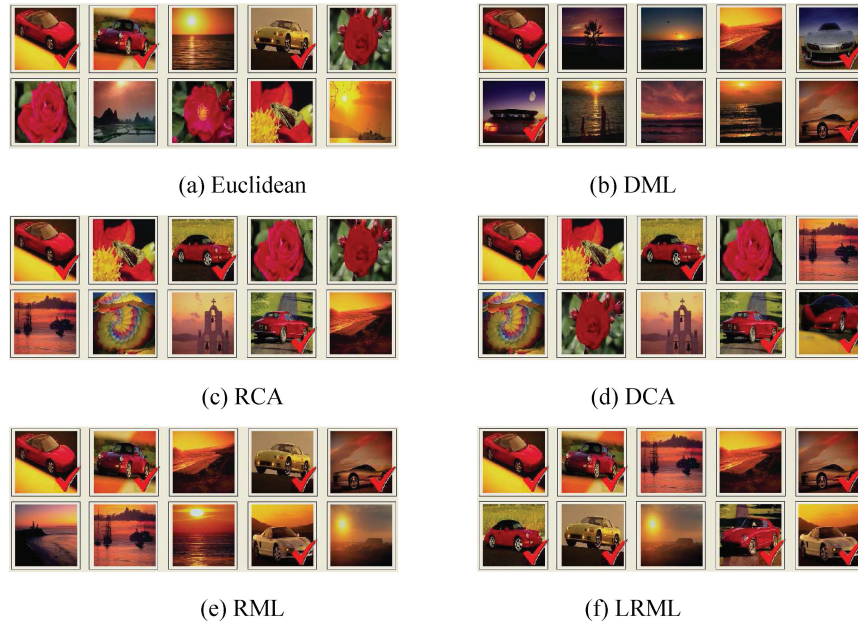 (a) Euclidean
(b) DML
(c) RCA
(d) DCA
(e) RML
(f) LRML